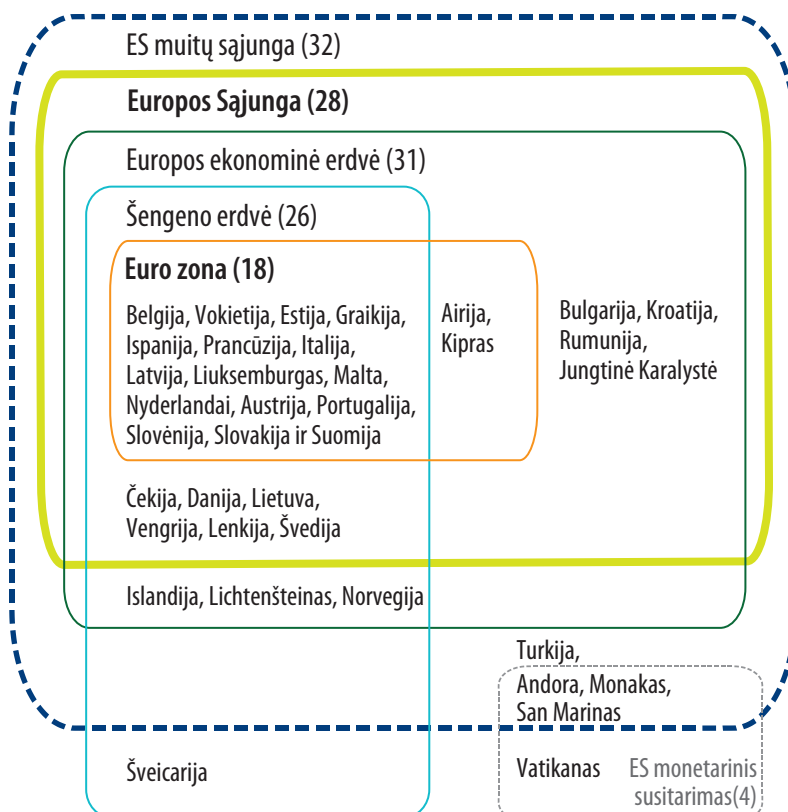 ES muitų sąjunga (32)
Europos Sąjunga (28)
Europos ekonominė erdvė (31)
Šengeno erdvė (26)
Euro zona (18)
Belgija, Vokietija, Estija, Graikija,
Ispanija, Prancūzija, Italija,
Latvija, Liuksemburgas, Malta,
Nyderlandai, Austrija, Portugalija,
Slovėnija, Slovakija ir Suomija
Airija,
Kipras
Bulgarija, Kroatija,
Rumunija,
Jungtinė Karalystė
Čekija, Danija, Lietuva,
Vengrija, Lenkija, Švedija
Islandija, Lichtenšteinas, Norvegija
Turkija,
Andora, Monakas,
San Marinas
Šveicarija
Vatikanas
ES monetarinis
susitarimas(4)